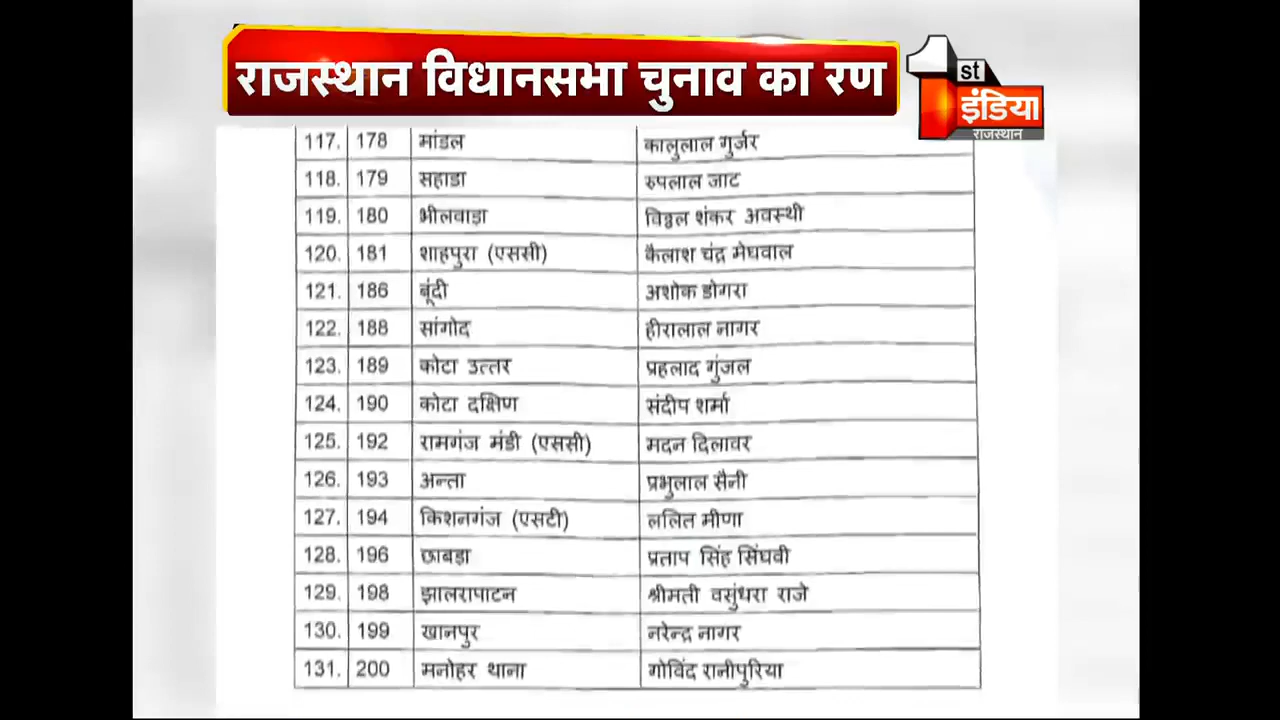 राजस्थान विधानसभा चुनाव का रण
1st
इंडिया
राजस्थान
117. 178 मांडल कालुलाल गुर्जर
118. 179 सहाडा रुपलाल जाट
119. 180 भीलवाड़ा विठ्ठल शंकर अवस्थी
120. 181 शाहपुरा (एससी) कैलाश चंद्र मेघवाल
121. 186 बूंदी अशोक डोगरा
122. 188 सांगोद हीरालाल नागर
123. 189 कोटा उत्तर प्रहलाद गुंजल
124. 190 कोटा दक्षिण संदीप शर्मा
125. 192 रामगंज मंडी (एससी) मदन दिलावर
126. 193 अन्ता प्रभुलाल सैनी
127. 194 किशनगंज (एसटी) ललित मीणा
128. 196 छाबड़ा प्रताप सिंह सिंघवी
129. 198 झालरापाटन श्रीमती वसुंधरा राजे
130. 199 खानपुर नरेन्द्र नागर
131. 200 मनोहर थाना गोविंद रानीपुरिया